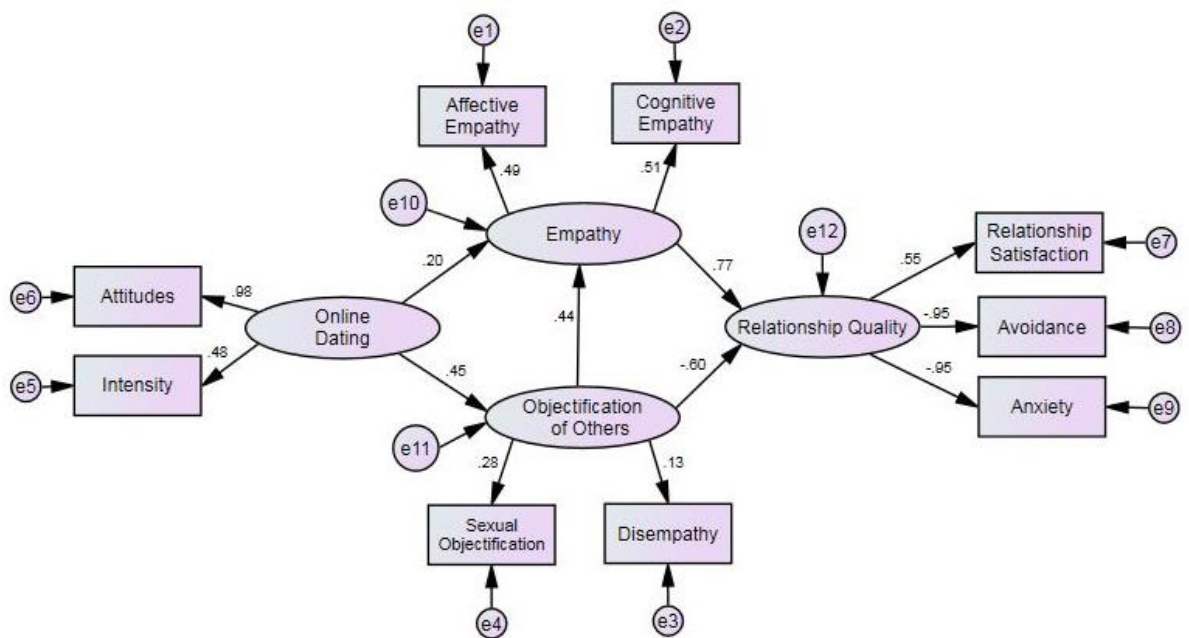 e1
e2
Affective
Empathy
Cognitive
Empathy
.49
.51
e10
Empathy
e12
Relationship
Satisfaction
e7
.20
.77
.55
e6
Attitudes
.98
Online
Dating
.44
Relationship Quality
-.95
Avoidance
e8
e5
Intensity
.48
.45
-.60
-.95
Anxiety
e9
Objectification
of Others
e11
.28
.13
Sexual
Objectification
Disempathy
e4
e3